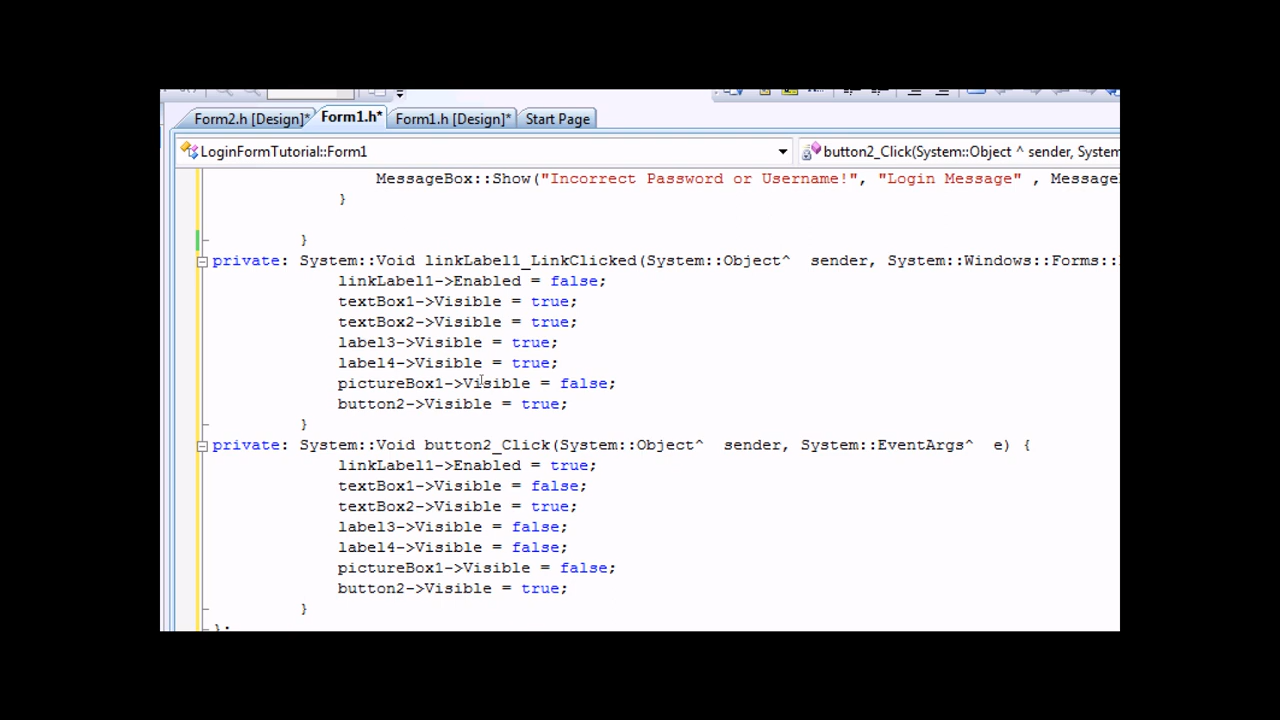 Form2.h [Design]* Form1.h* Form1.h [Design]* Start Page
LoginFormTutorial::Form1 button2_Click(System::Object ^ sender, System
MessageBox::Show("Incorrect Password or Username!", "Login Message" , Message
}
}
private: System::Void linkLabel1_LinkClicked(System::Object^  sender, System::Windows::Forms::
linkLabel1->Enabled = false;
textBox1->Visible = true;
textBox2->Visible = true;
label3->Visible = true;
label4->Visible = true;
pictureBox1->Visible = false;
button2->Visible = true;
}
private: System::Void button2_Click(System::Object^  sender, System::EventArgs^  e) {
linkLabel1->Enabled = true;
textBox1->Visible = false;
textBox2->Visible = true;
label3->Visible = false;
label4->Visible = false;
pictureBox1->Visible = false;
button2->Visible = true;
}
};